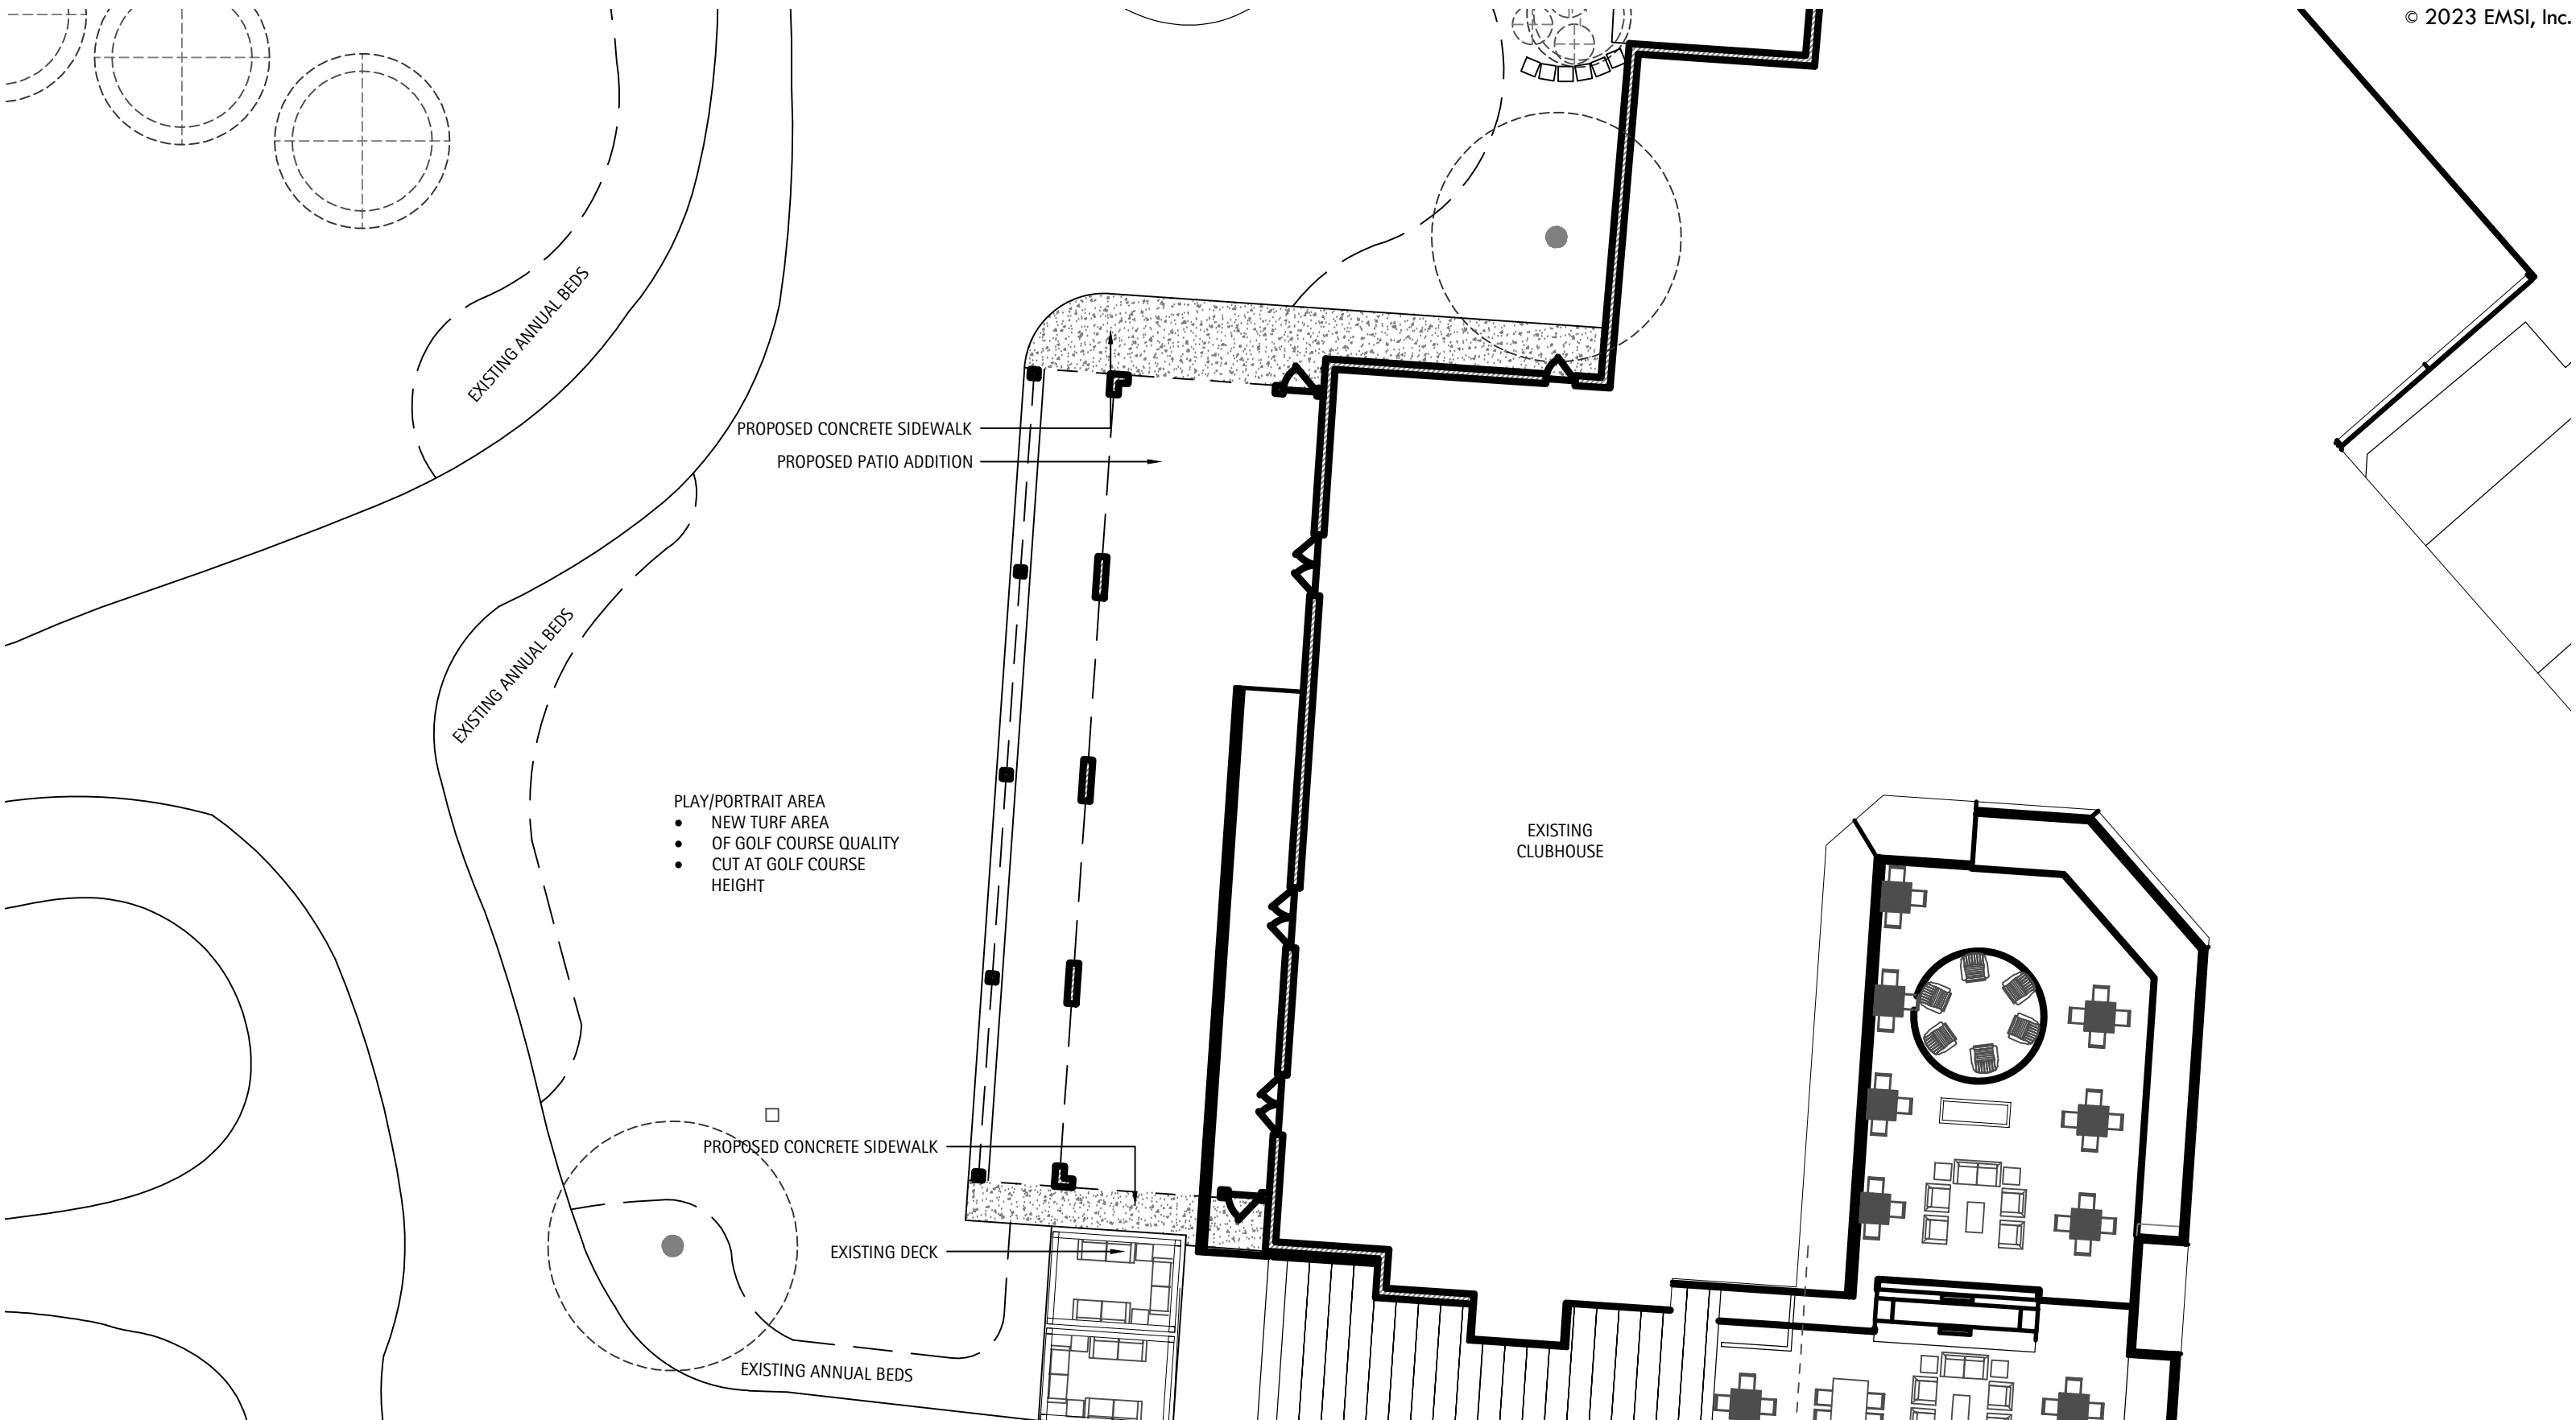 © 2023 EMSI, Inc.
EXISTING ANNUAL BEDS
PROPOSED CONCRETE SIDEWALK
PROPOSED PATIO ADDITION
EXISTING ANNUAL BEDS
PLAY/PORTRAIT AREA
• NEW TURF AREA
• OF GOLF COURSE QUALITY
• CUT AT GOLF COURSE
HEIGHT
EXISTING
CLUBHOUSE
PROPOSED CONCRETE SIDEWALK
EXISTING DECK
EXISTING ANNUAL BEDS